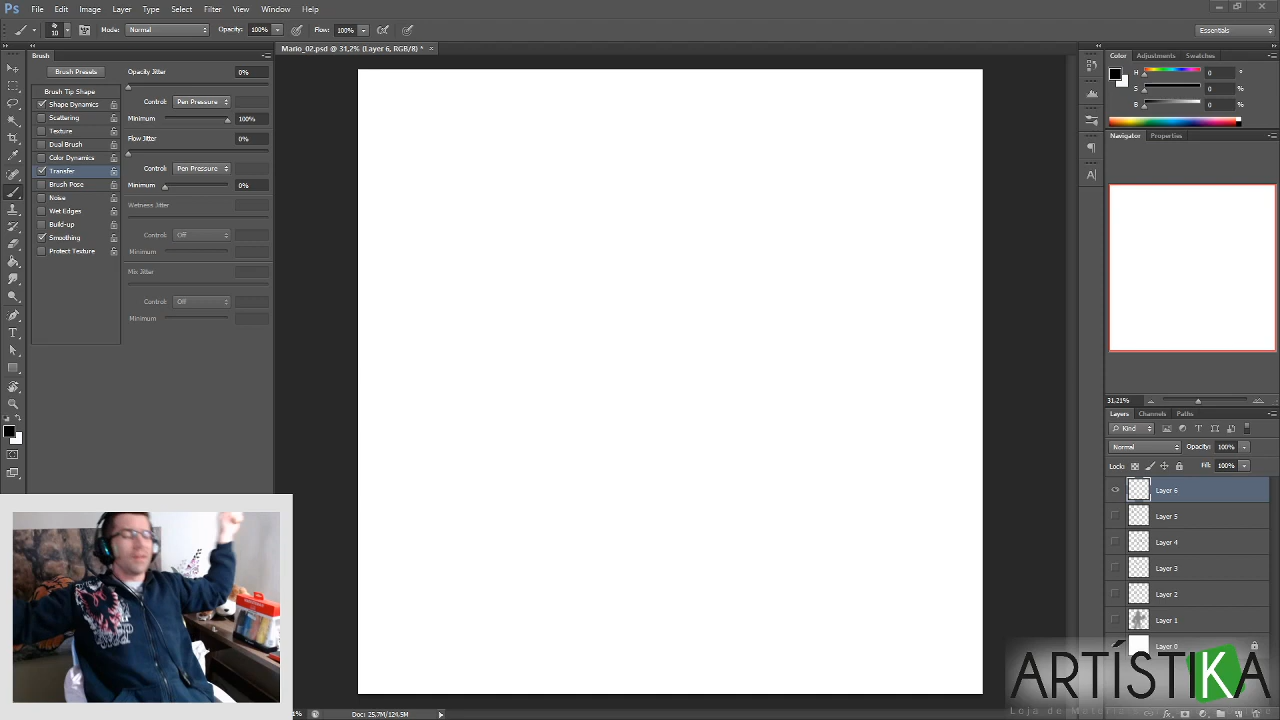 Ps File Edit Image Layer Type Select Filter View Window Help
10 Mode: Normal Opacity: 100% Flow: 100% Essentials
Mario_02.psd @ 31,2% (Layer 6, RGB/8) *
Brush
Brush Presets
Brush Tip Shape
Shape Dynamics
Scattering
Texture
Dual Brush
Color Dynamics
Transfer
Brush Pose
Noise
Wet Edges
Build-up
Smoothing
Protect Texture
Opacity Jitter 0%
Control: Pen Pressure
Minimum 100%
Flow Jitter 0%
Control: Pen Pressure
Minimum 0%
Wetness Jitter
Control: Off
Minimum
Mix Jitter
Control: Off
Minimum
Color Adjustments Swatches
H 0 °
S 0 %
B 0 %
Navigator Properties
31,21%
Layers Channels Paths
Kind
Normal Opacity: 100%
Lock: Fill: 100%
Layer 6
Layer 5
Layer 4
Layer 3
Layer 2
Layer 1
Layer 0
ARTISTIKA
Doc: 25,7M/124,5M